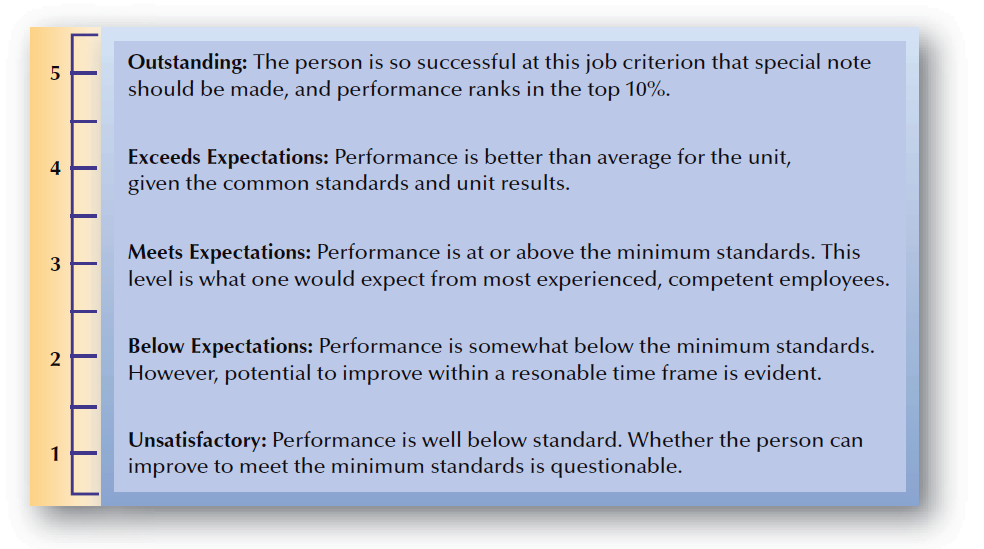 5
Outstanding: The person is so successful at this job criterion that special note
should be made, and performance ranks in the top 10%.
4
Exceeds Expectations: Performance is better than average for the unit,
given the common standards and unit results.
3
Meets Expectations: Performance is at or above the minimum standards. This
level is what one would expect from most experienced, competent employees.
2
Below Expectations: Performance is somewhat below the minimum standards.
However, potential to improve within a resonable time frame is evident.
1
Unsatisfactory: Performance is well below standard. Whether the person can
improve to meet the minimum standards is questionable.